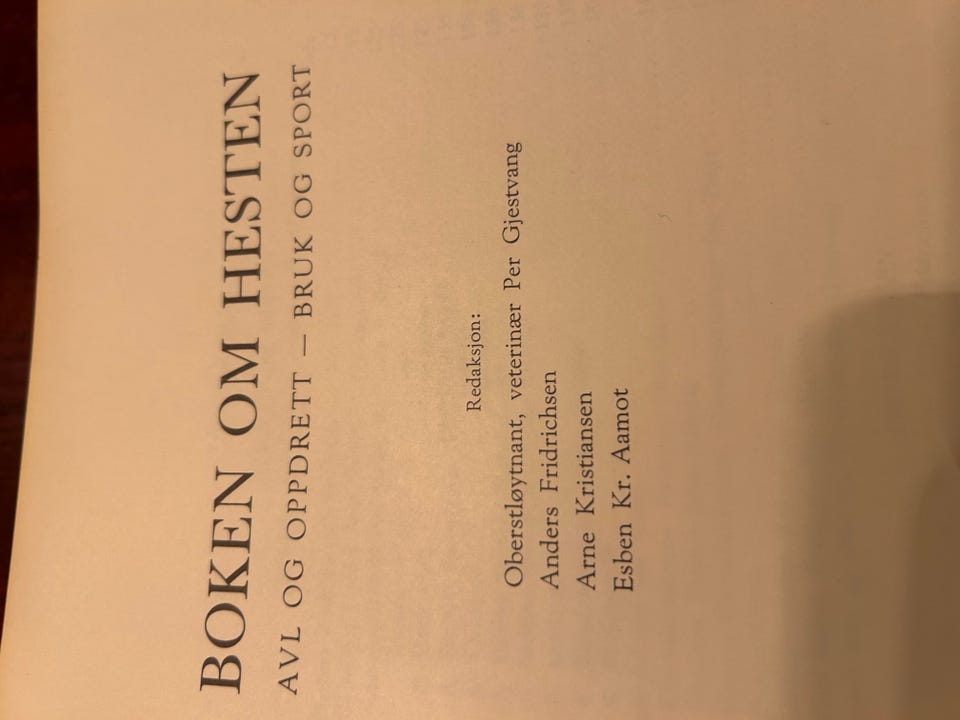 BOKEN OM HESTEN
AVL OG OPPDRETT — BRUK OG SPORT
Redaksjon:
Oberstløytnant, veterinær Per Gjestvang
Anders Fridrichsen
Arne Kristiansen
Esben Kr. Aamot